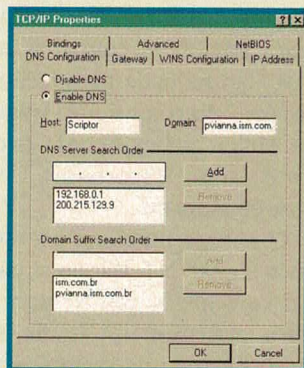 TCP/IP Properties
Bindings Advanced NetBIOS
DNS Configuration Gateway WINS Configuration IP Address
Disable DNS
Enable DNS
Host: Scriptor Domain: pvianna.ism.com.
DNS Server Search Order
. . . Add
192.168.0.1
200.215.129.9
Remove
Domain Suffix Search Order
Add
ism.com.br
pvianna.ism.com.br
Remove
OK Cancel